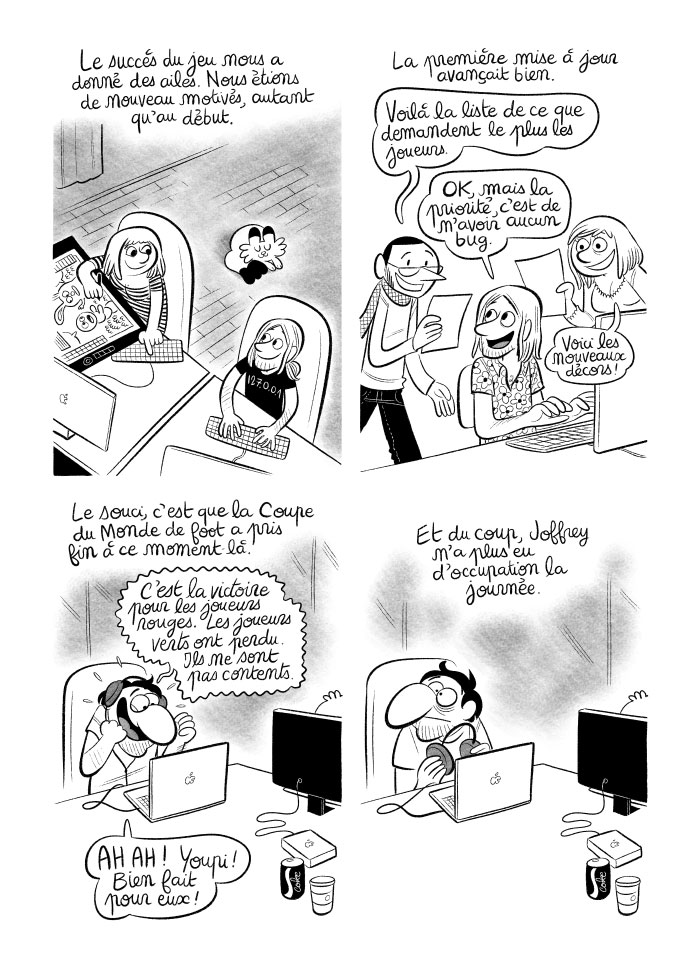 Le succés du jeu nous a
donné des ailes. Nous étions
de nouveau motivés, autant
qu'au début.
127.0.0.1
La premiére mise á jour
avançait bien.
Voilá la liste de ce que
demandent le plus les
joueurs.
OK, mais la
priorité, c'est de
n'avoir aucun
bug.
Voici les
nouveaux
décors !
Le souci, c'est que la Coupe
du Monde de foot a pris
fin á ce moment-lá.
C'est la victoire
pour les joueurs
rouges. Les joueurs
verts ont perdu.
Ils ne sont
pas contents.
AH AH ! Youpi !
Bien fait
pour eux !
Et du coup, Joffrey
n'a plus eu
d'occupation la
journée.